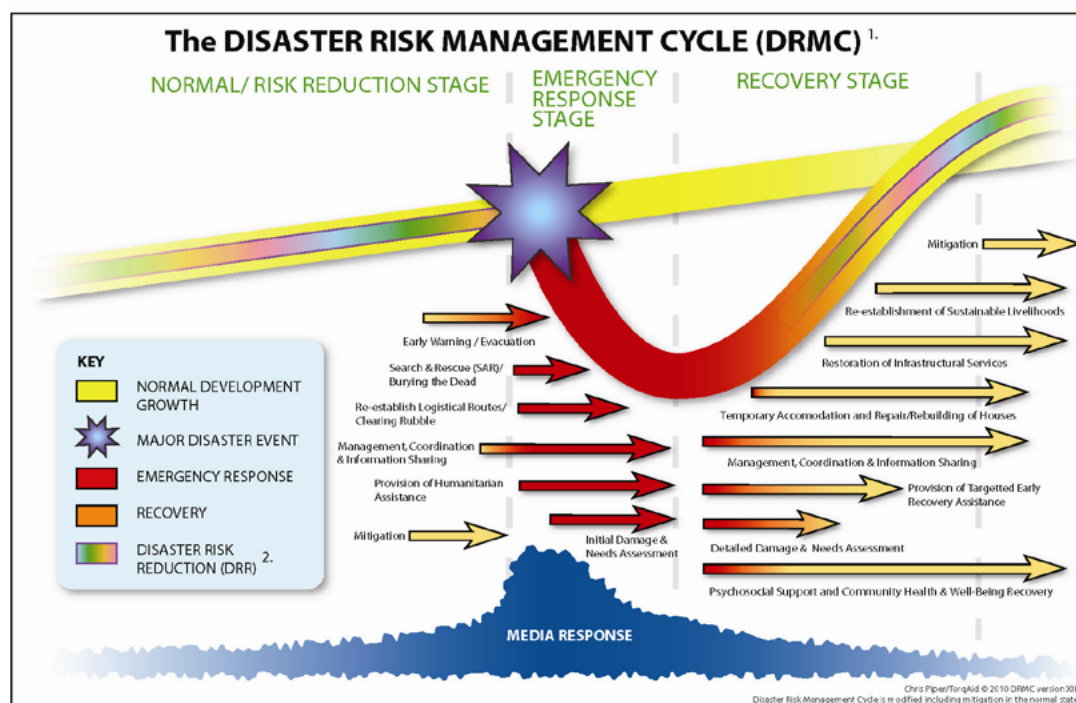 The DISASTER RISK MANAGEMENT CYCLE (DRMC) 1.
NORMAL/ RISK REDUCTION STAGE
EMERGENCY
RESPONSE
STAGE
RECOVERY STAGE
Mitigation
Early Warning / Evacuation
Re-establishment of Sustainable Livelihoods
Search & Rescue (SAR)/
Burying the Dead
Restoration of Infrastructural Services
Re-establish Logistical Routes/
Clearing Rubble
Temporary Accomodation and Repair/Rebuilding of Houses
Management, Coordination
& Information Sharing
Management, Coordination & Information Sharing
Provision of Humanitarian
Assistance
Provision of Targetted Early
Recovery Assistance
Mitigation
Initial Damage &
Needs Assessment
Detailed Damage & Needs Assessment
Psychosocial Support and Community Health & Well-Being Recovery
KEY
NORMAL DEVELOPMENT
GROWTH
MAJOR DISASTER EVENT
EMERGENCY RESPONSE
RECOVERY
DISASTER RISK
REDUCTION (DRR) 2.
MEDIA RESPONSE
Chris Piper/TorqAid © 2010 DRMC version
Disaster Risk Management Cycle is modified including mitigation in the normal